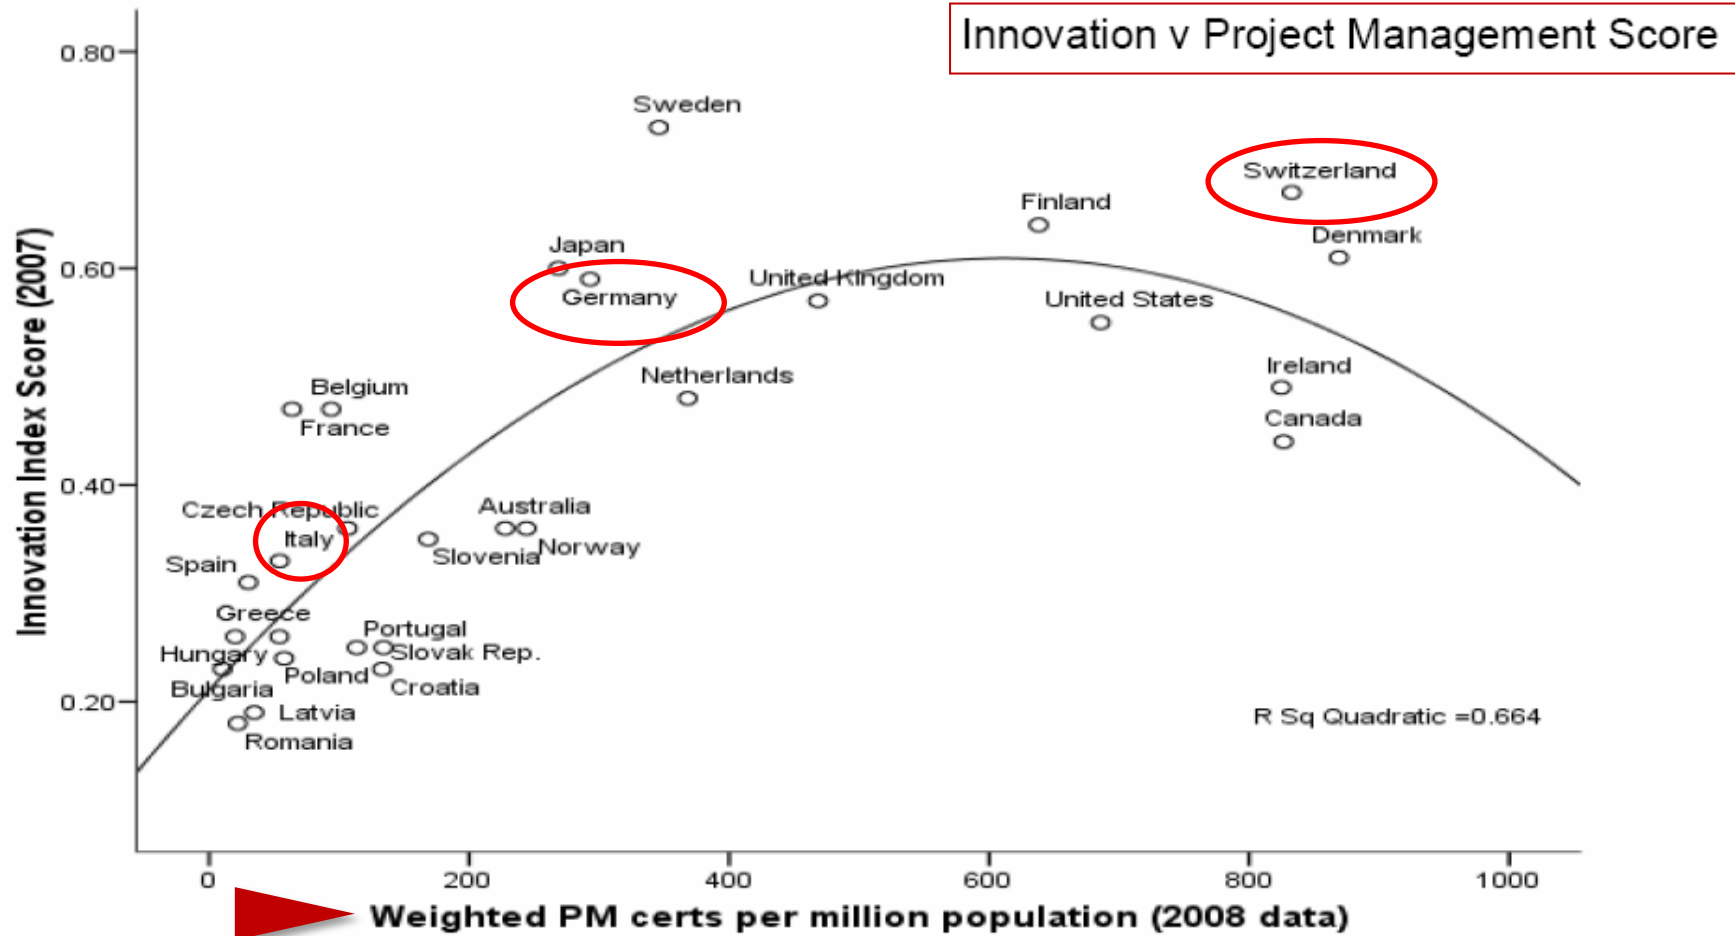 Innovation v Project Management Score
0.80
Sweden
Switzerland
Finland
Denmark
Japan
0.60
United Kingdom
Germany
United States
Ireland
Netherlands
Belgium
Canada
France
0.40
Czech Republic
Australia
Italy
Norway
Slovenia
Spain
Greece
Portugal
Slovak Rep.
Hungary
Poland
Croatia
Bulgaria
0.20
Latvia
R Sq Quadratic =0.664
Romania
Innovation Index Score (2007)
0 200 400 600 800 1000
Weighted PM certs per million population (2008 data)